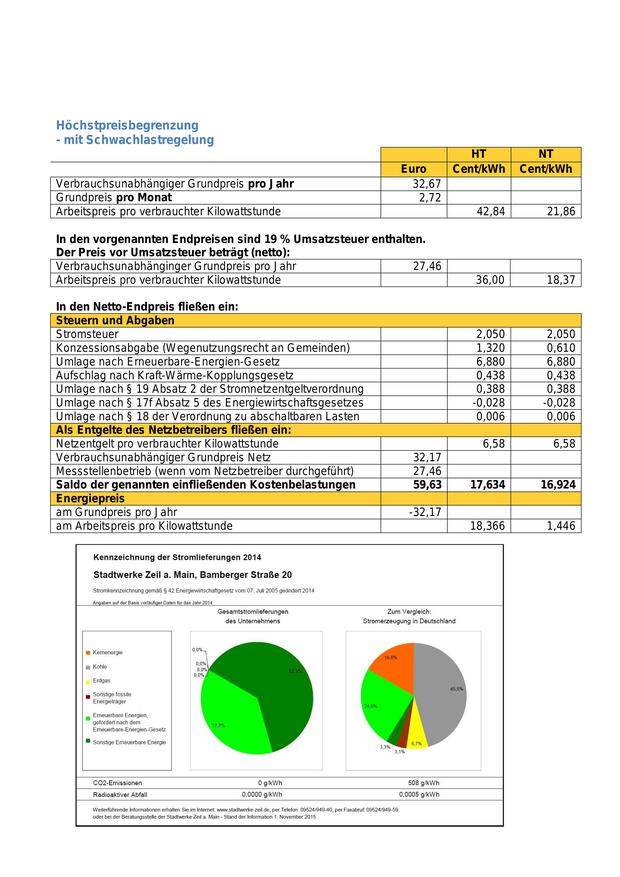 Höchstpreisbegrenzung
- mit Schwachlastregelung
HT NT
Euro Cent/kWh Cent/kWh
Verbrauchsunabhängiger Grundpreis pro Jahr 32,67
Grundpreis pro Monat 2,72
Arbeitspreis pro verbrauchter Kilowattstunde 42,84 21,86
In den vorgenannten Endpreisen sind 19 % Umsatzsteuer enthalten.
Der Preis vor Umsatzsteuer beträgt (netto):
Verbrauchsunabhänginger Grundpreis pro Jahr 27,46
Arbeitspreis pro verbrauchter Kilowattstunde 36,00 18,37
In den Netto-Endpreis fließen ein:
Steuern und Abgaben
Stromsteuer 2,050 2,050
Konzessionsabgabe (Wegenutzungsrecht an Gemeinden) 1,320 0,610
Umlage nach Erneuerbare-Energien-Gesetz 6,880 6,880
Aufschlag nach Kraft-Wärme-Kopplungsgesetz 0,438 0,438
Umlage nach § 19 Absatz 2 der Stromnetzentgeltverordnung 0,388 0,388
Umlage nach § 17f Absatz 5 des Energiewirtschaftsgesetzes -0,028 -0,028
Umlage nach § 18 der Verordnung zu abschaltbaren Lasten 0,006 0,006
Als Entgelte des Netzbetreibers fließen ein:
Netzentgelt pro verbrauchter Kilowattstunde 6,58 6,58
Verbrauchsunabhängiger Grundpreis Netz 32,17
Messstellenbetrieb (wenn vom Netzbetreiber durchgeführt) 27,46
Saldo der genannten einfließenden Kostenbelastungen 59,63 17,634 16,924
Energiepreis
am Grundpreis pro Jahr -32,17
am Arbeitspreis pro Kilowattstunde 18,366 1,446
Kennzeichnung der Stromlieferungen 2014
Stadtwerke Zeil a. Main, Bamberger Straße 20
Stromkennzeichnung gemäß § 42 Energiewirtschaftsgesetz vom 07. Juli 2005 geändert 2014
Angaben auf der Basis vorläufiger Daten für das Jahr 2014
Gesamtstromlieferungen
des Unternehmens
Zum Vergleich:
Stromerzeugung in Deutschland
Kernenergie
Kohle
Erdgas
Sonstige fossile
Energieträger
Erneuerbare Energien,
gefördert nach dem
Erneuerbare-Energien-Gesetz
Sonstige Erneuerbare Energie
0,0%
0,0%
0,0%
0,0%
37,7%
16,6%
24,6%
3,3%
3,1%
6,7%
CO2-Emissionen 0 g/kWh 508 g/kWh
Radioaktiver Abfall 0,0000 g/kWh 0,0005 g/kWh
Weiterführende Informationen erhalten Sie im Internet: www.stadtwerke-zeil.de, per Telefon: 09524/949-40, per Faxabruf: 09524/949-59
oder bei der Beratungsstelle der Stadtwerke Zeil a. Main - Stand der Information 1. November 2015